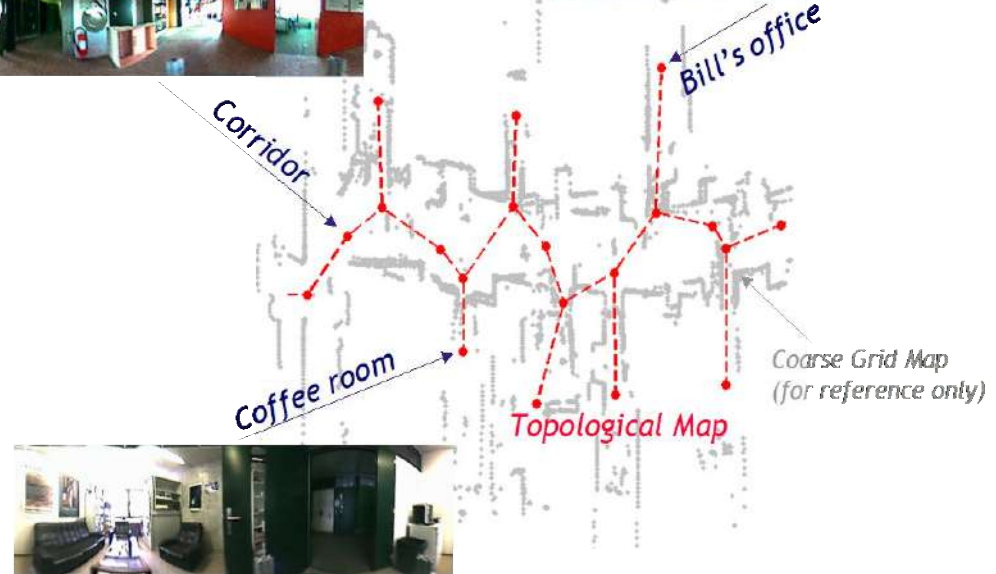 Bill's office
Corridor
Coffee room
Coarse Grid Map
(for reference only)
Topological Map